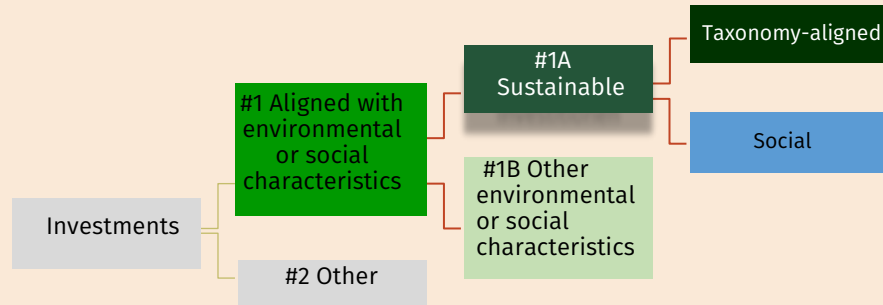 Investments
#1 Aligned with
environmental
or social
characteristics
#2 Other
#1A
Sustainable
#1B Other
environmental
or social
characteristics
Taxonomy-aligned
Social